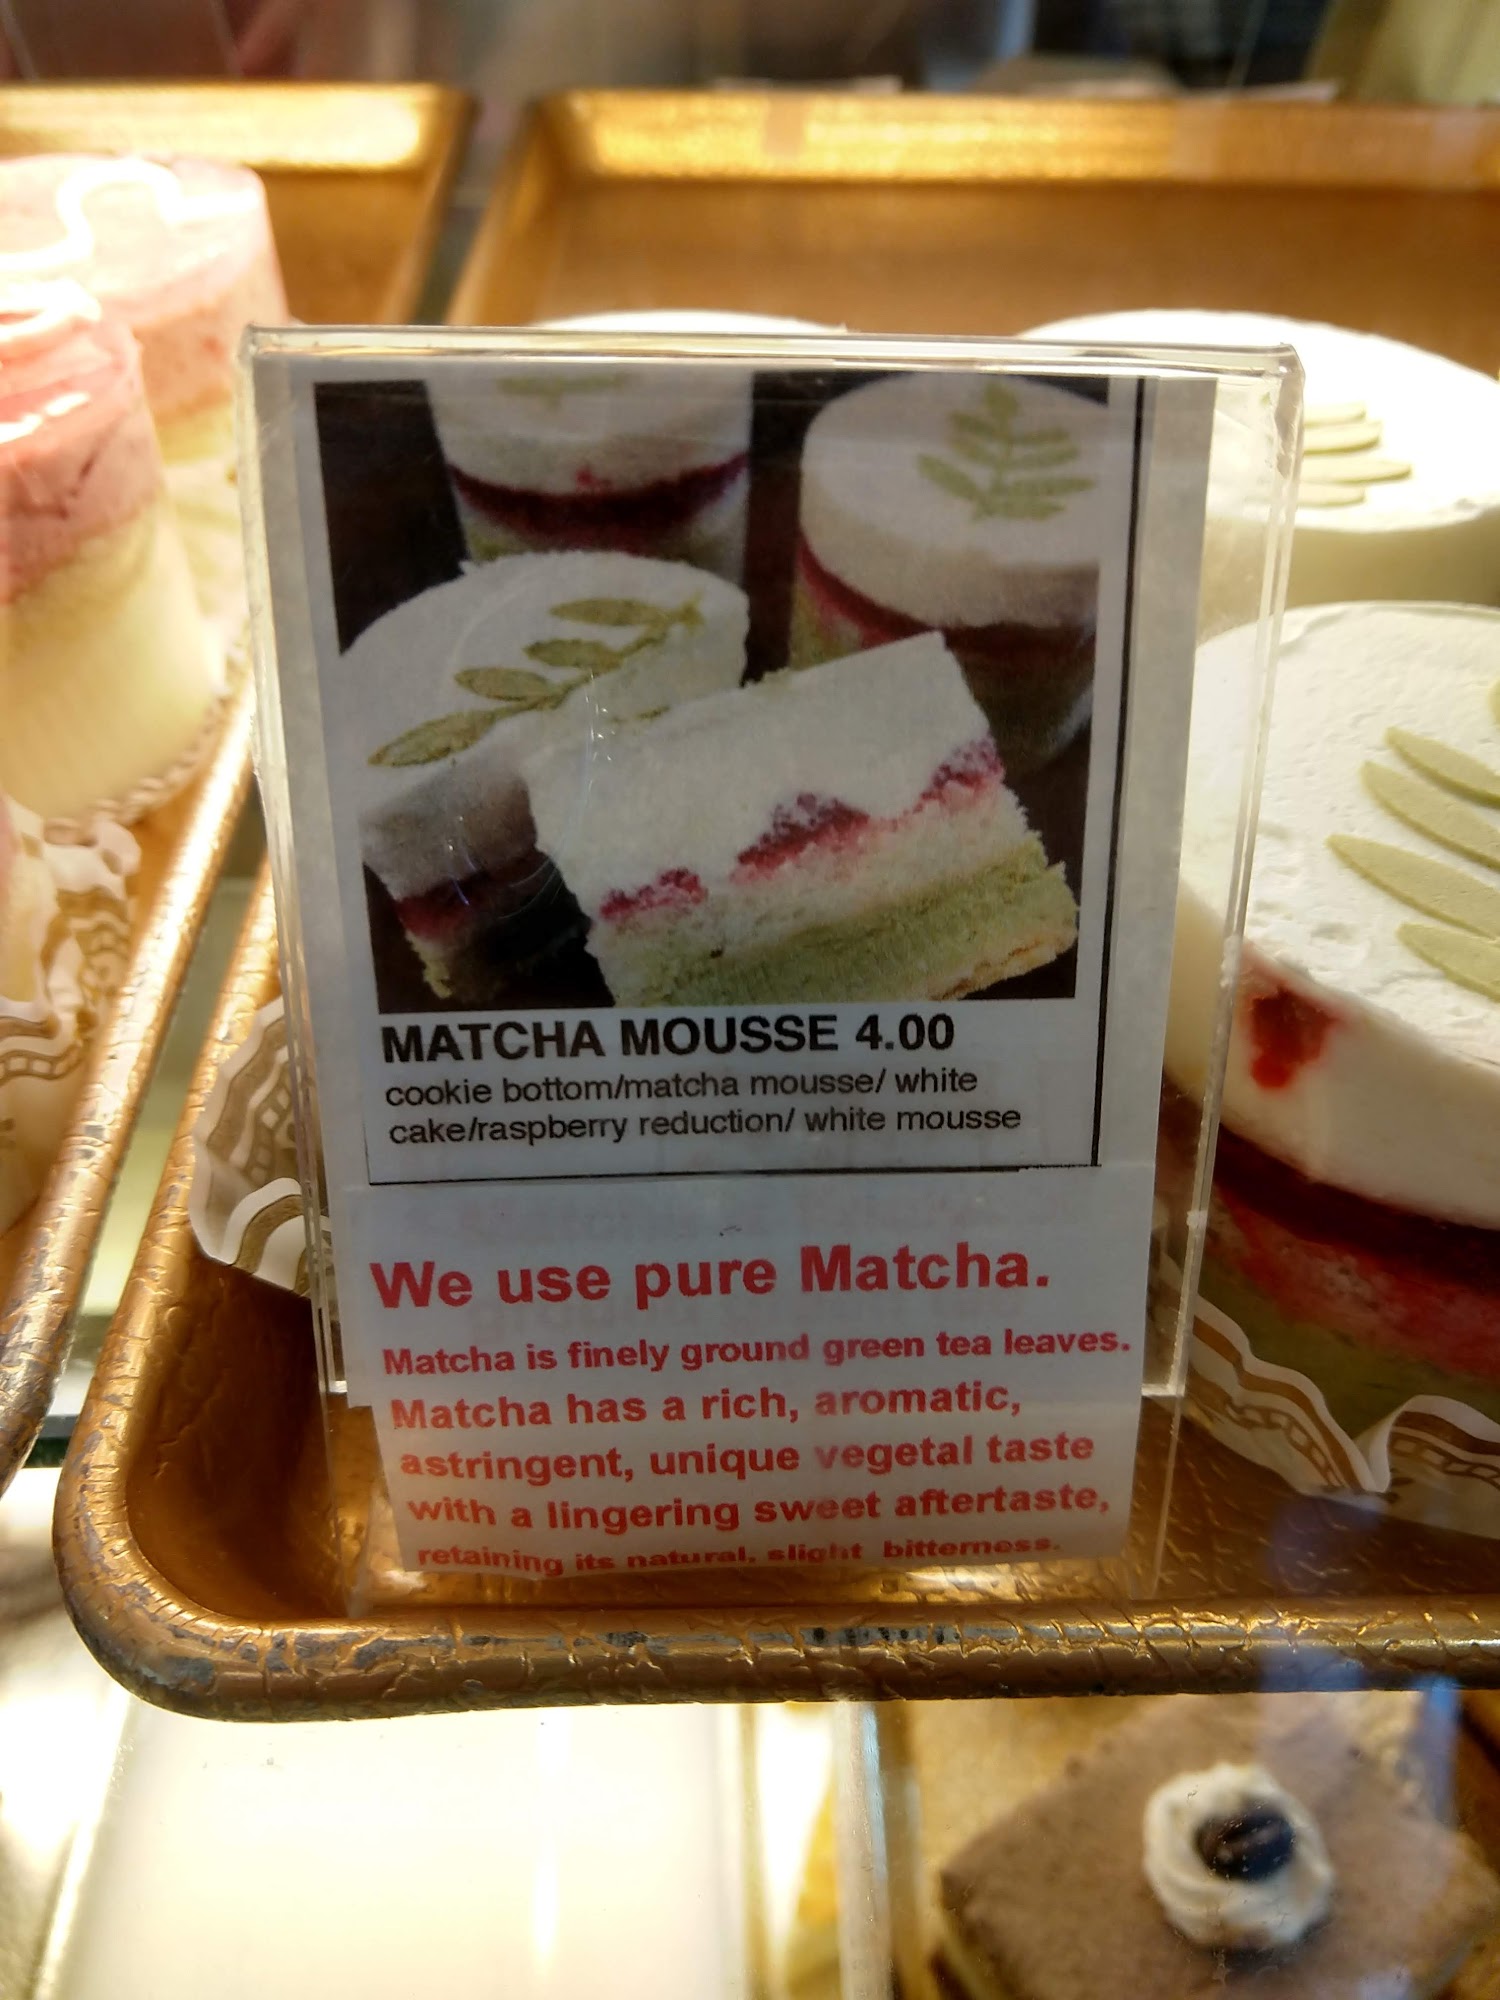 MATCHA MOUSSE 4.00
cookie bottom/matcha mousse/ white
cake/raspberry reduction/ white mousse
We use pure Matcha.
Matcha is finely ground green tea leaves.
Matcha has a rich, aromatic,
astringent, unique vegetal taste
with a lingering sweet aftertaste,
retaining its natural, slight bitterness.